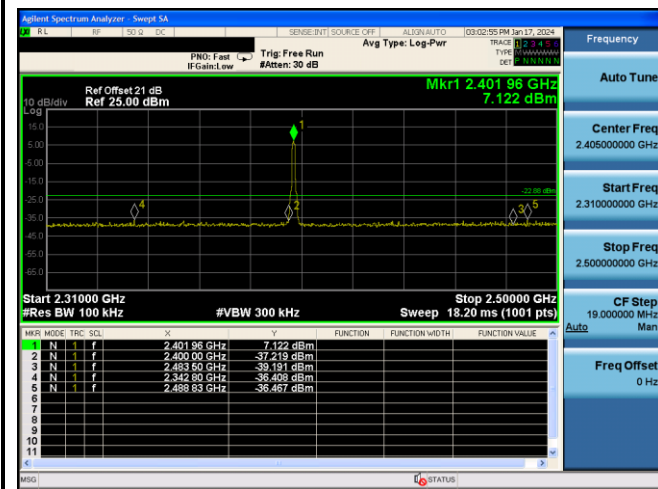 Agilent Spectrum Analyzer - Swept SA
RL RF 50 Ω DC SENSE:INT SOURCE OFF ALIGNAUTO 03:02:55 PM Jan 17, 2024
Avg Type: Log-Pwr
TRACE 1 2 3 4 5 6
TYPE M
DET P N N N N N
PNO: Fast
IFGain:Low
Trig: Free Run
#Atten: 30 dB
Frequency
Auto Tune
Center Freq
2.405000000 GHz
Start Freq
2.310000000 GHz
Stop Freq
2.500000000 GHz
CF Step
19.000000 MHz
Auto Man
Freq Offset
0 Hz
Mkr1 2.401 96 GHz
7.122 dBm
Ref Offset 21 dB
10 dB/div Ref 25.00 dBm
Log
15.0
5.00
-5.00
-15.0
-25.0
-35.0
-45.0
-55.0
-65.0
1
2
3
4
5
-22.88 dBm
Start 2.31000 GHz Stop 2.50000 GHz
#Res BW 100 kHz #VBW 300 kHz Sweep 18.20 ms (1001 pts)
MKR MODE TRC SCL X Y FUNCTION FUNCTION WIDTH FUNCTION VALUE
1 N 1 f 2.401 96 GHz 7.122 dBm
2 N 1 f 2.400 00 GHz -37.219 dBm
3 N 1 f 2.483 50 GHz -39.191 dBm
4 N 1 f 2.342 80 GHz -36.408 dBm
5 N 1 f 2.488 83 GHz -36.467 dBm
6
7
8
9
10
11
MSG STATUS